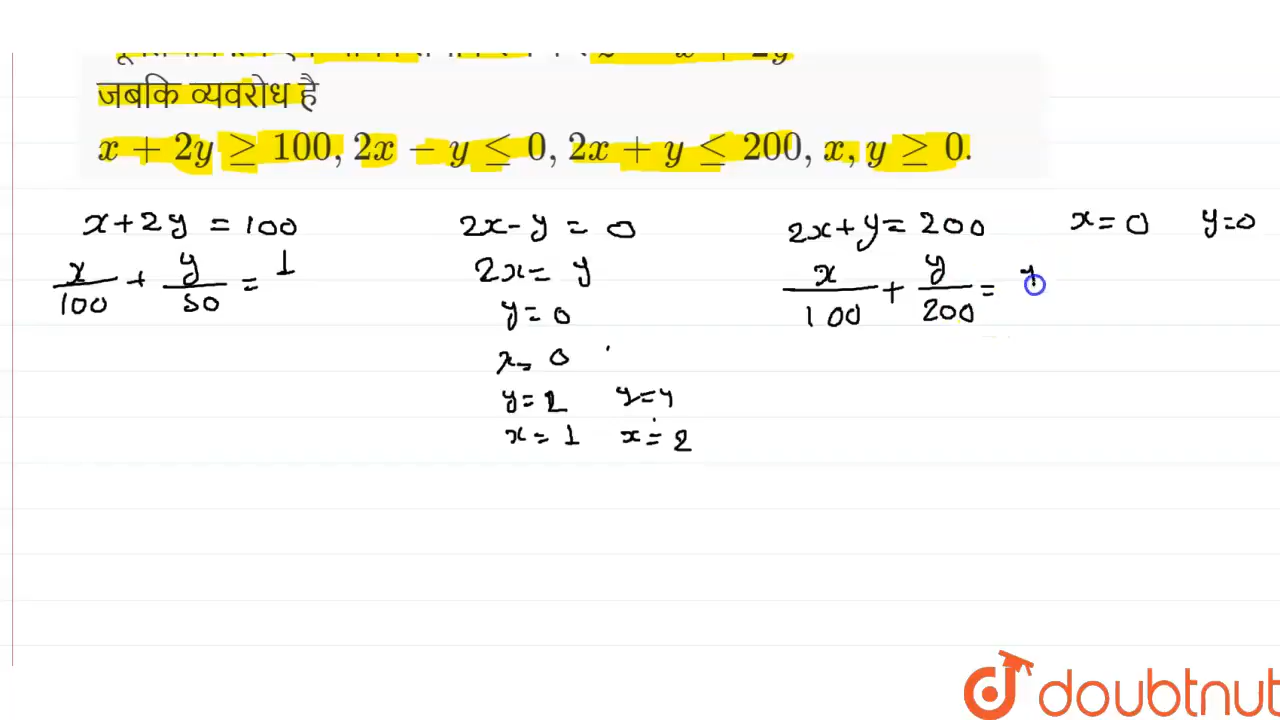 z = x + 2y
जबकि व्यवरोध है
x + 2y ≥ 100, 2x − y ≤ 0, 2x + y ≤ 200, x, y ≥ 0.
x + 2y = 100
x/100 + y/50 = 1
2x - y = 0
2x = y
y = 0
x = 0
y = 2 y = 4
x = 1 x = 2
2x + y = 200
x/100 + y/200 =
x = 0 y = 0
doubtnut